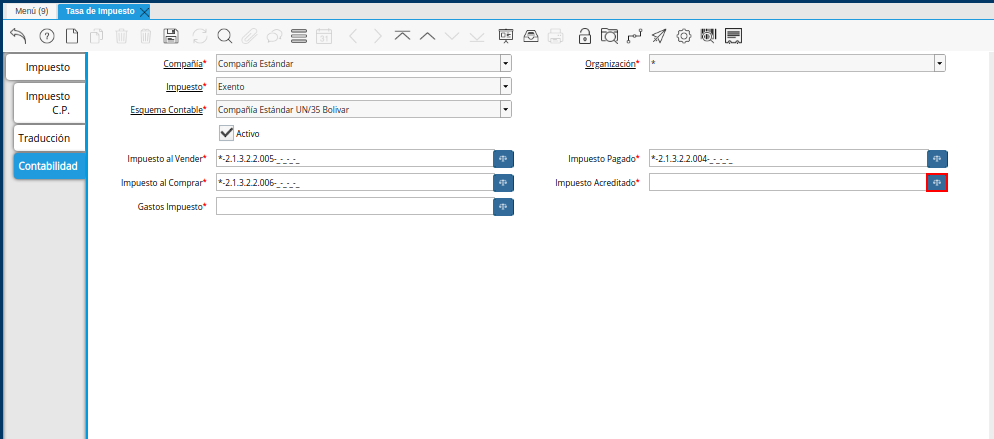 Menú (9) Tasa de Impuesto
Impuesto
Impuesto
C.P.
Traducción
Contabilidad
Compañía* Compañía Estándar Organización* *
Impuesto* Exento
Esquema Contable* Compañía Estándar UN/35 Bolivar
Activo
Impuesto al Vender* *-2.1.3.2.2.005-_-_-_-_ Impuesto Pagado* *-2.1.3.2.2.004-_-_-_-_
Impuesto al Comprar* *-2.1.3.2.2.006-_-_-_-_ Impuesto Acreditado*
Gastos Impuesto*